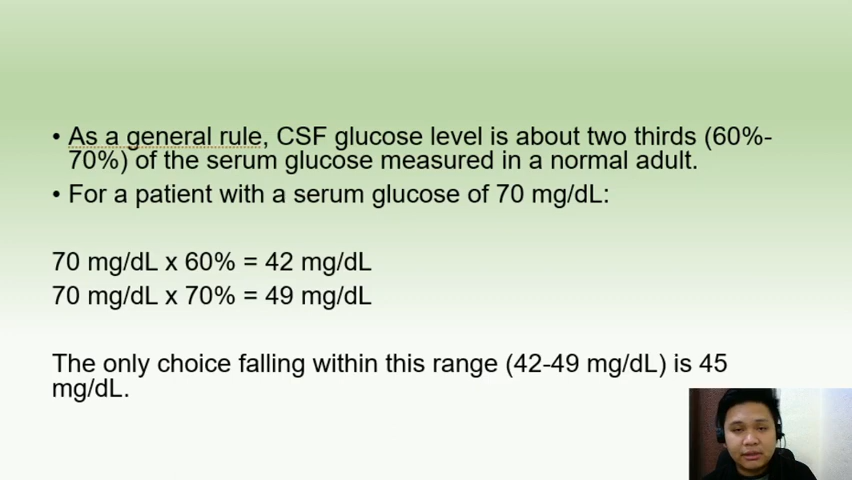 • As a general rule, CSF glucose level is about two thirds (60%-
70%) of the serum glucose measured in a normal adult.
• For a patient with a serum glucose of 70 mg/dL:
70 mg/dL x 60% = 42 mg/dL
70 mg/dL x 70% = 49 mg/dL
The only choice falling within this range (42-49 mg/dL) is 45
mg/dL.